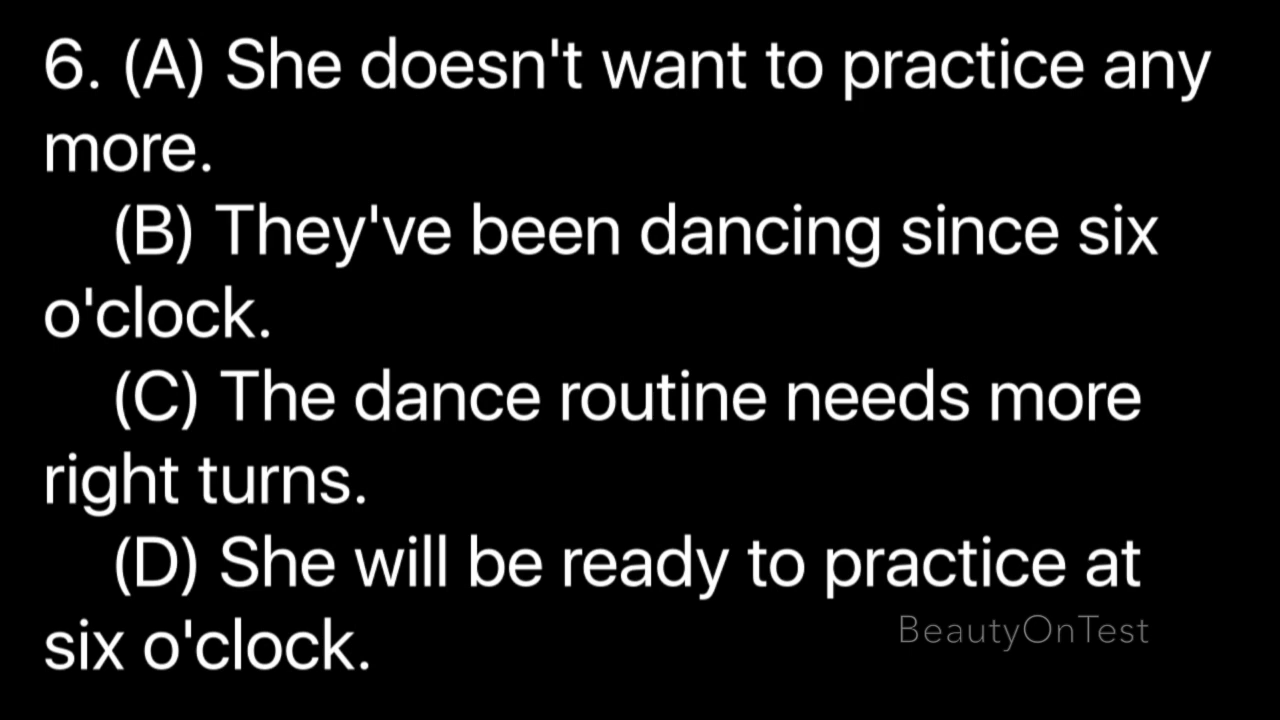 6. (A) She doesn't want to practice any
more.
(B) They've been dancing since six
o'clock.
(C) The dance routine needs more
right turns.
(D) She will be ready to practice at
six o'clock.
BeautyOnTest